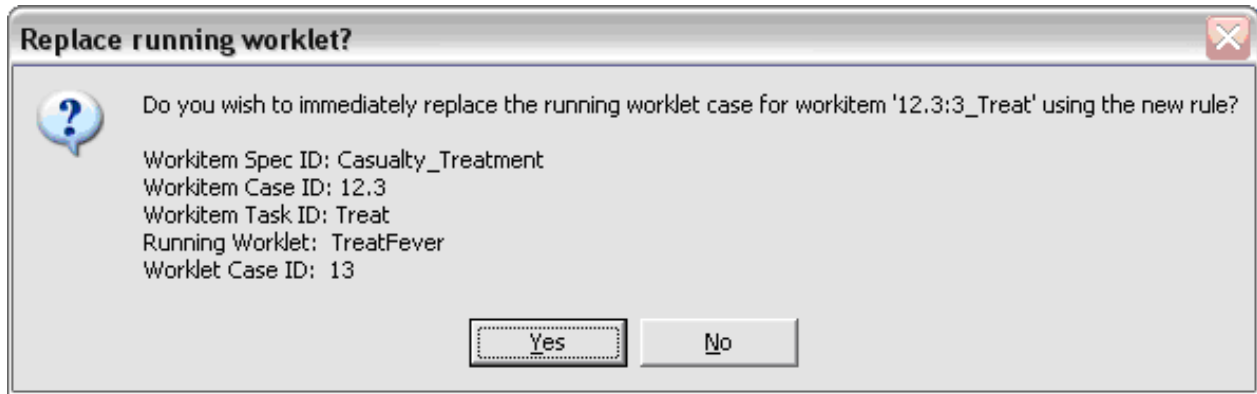 Replace running worklet?
Do you wish to immediately replace the running worklet case for workitem '12.3:3_Treat' using the new rule?
Workitem Spec ID: Casualty_Treatment
Workitem Case ID: 12.3
Workitem Task ID: Treat
Running Worklet:  TreatFever
Worklet Case ID:  13
Yes No